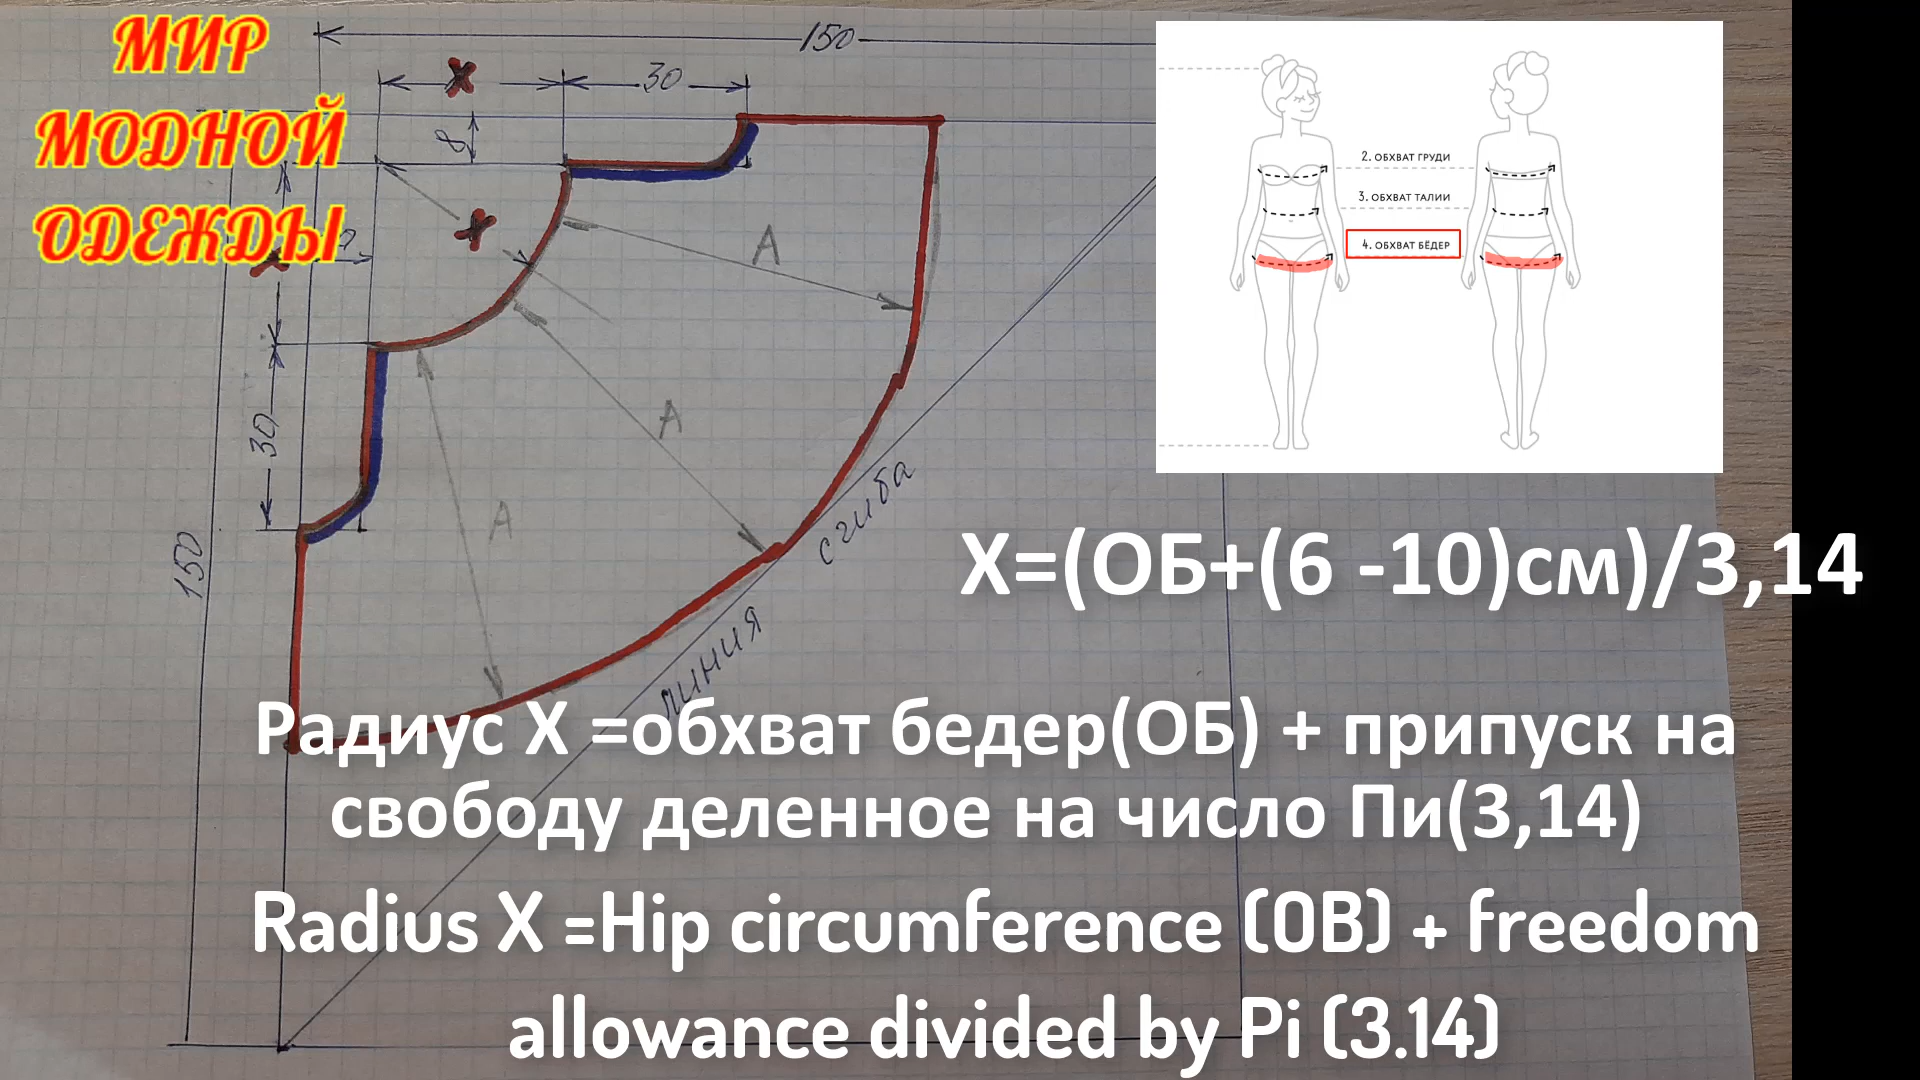 МИР
МОДНОЙ
ОДЕЖДЫ
150
X
30
8
X
A
X
30
A
A
150
линия сгиба
2. ОБХВАТ ГРУДИ
3. ОБХВАТ ТАЛИИ
4. ОБХВАТ БЁДЕР
X=(ОБ+(6 -10)см)/3,14
Радиус X =обхват бедер(ОБ) + припуск на
свободу деленное на число Пи(3,14)
Radius X =Hip circumference (OB) + freedom
allowance divided by Pi (3.14)